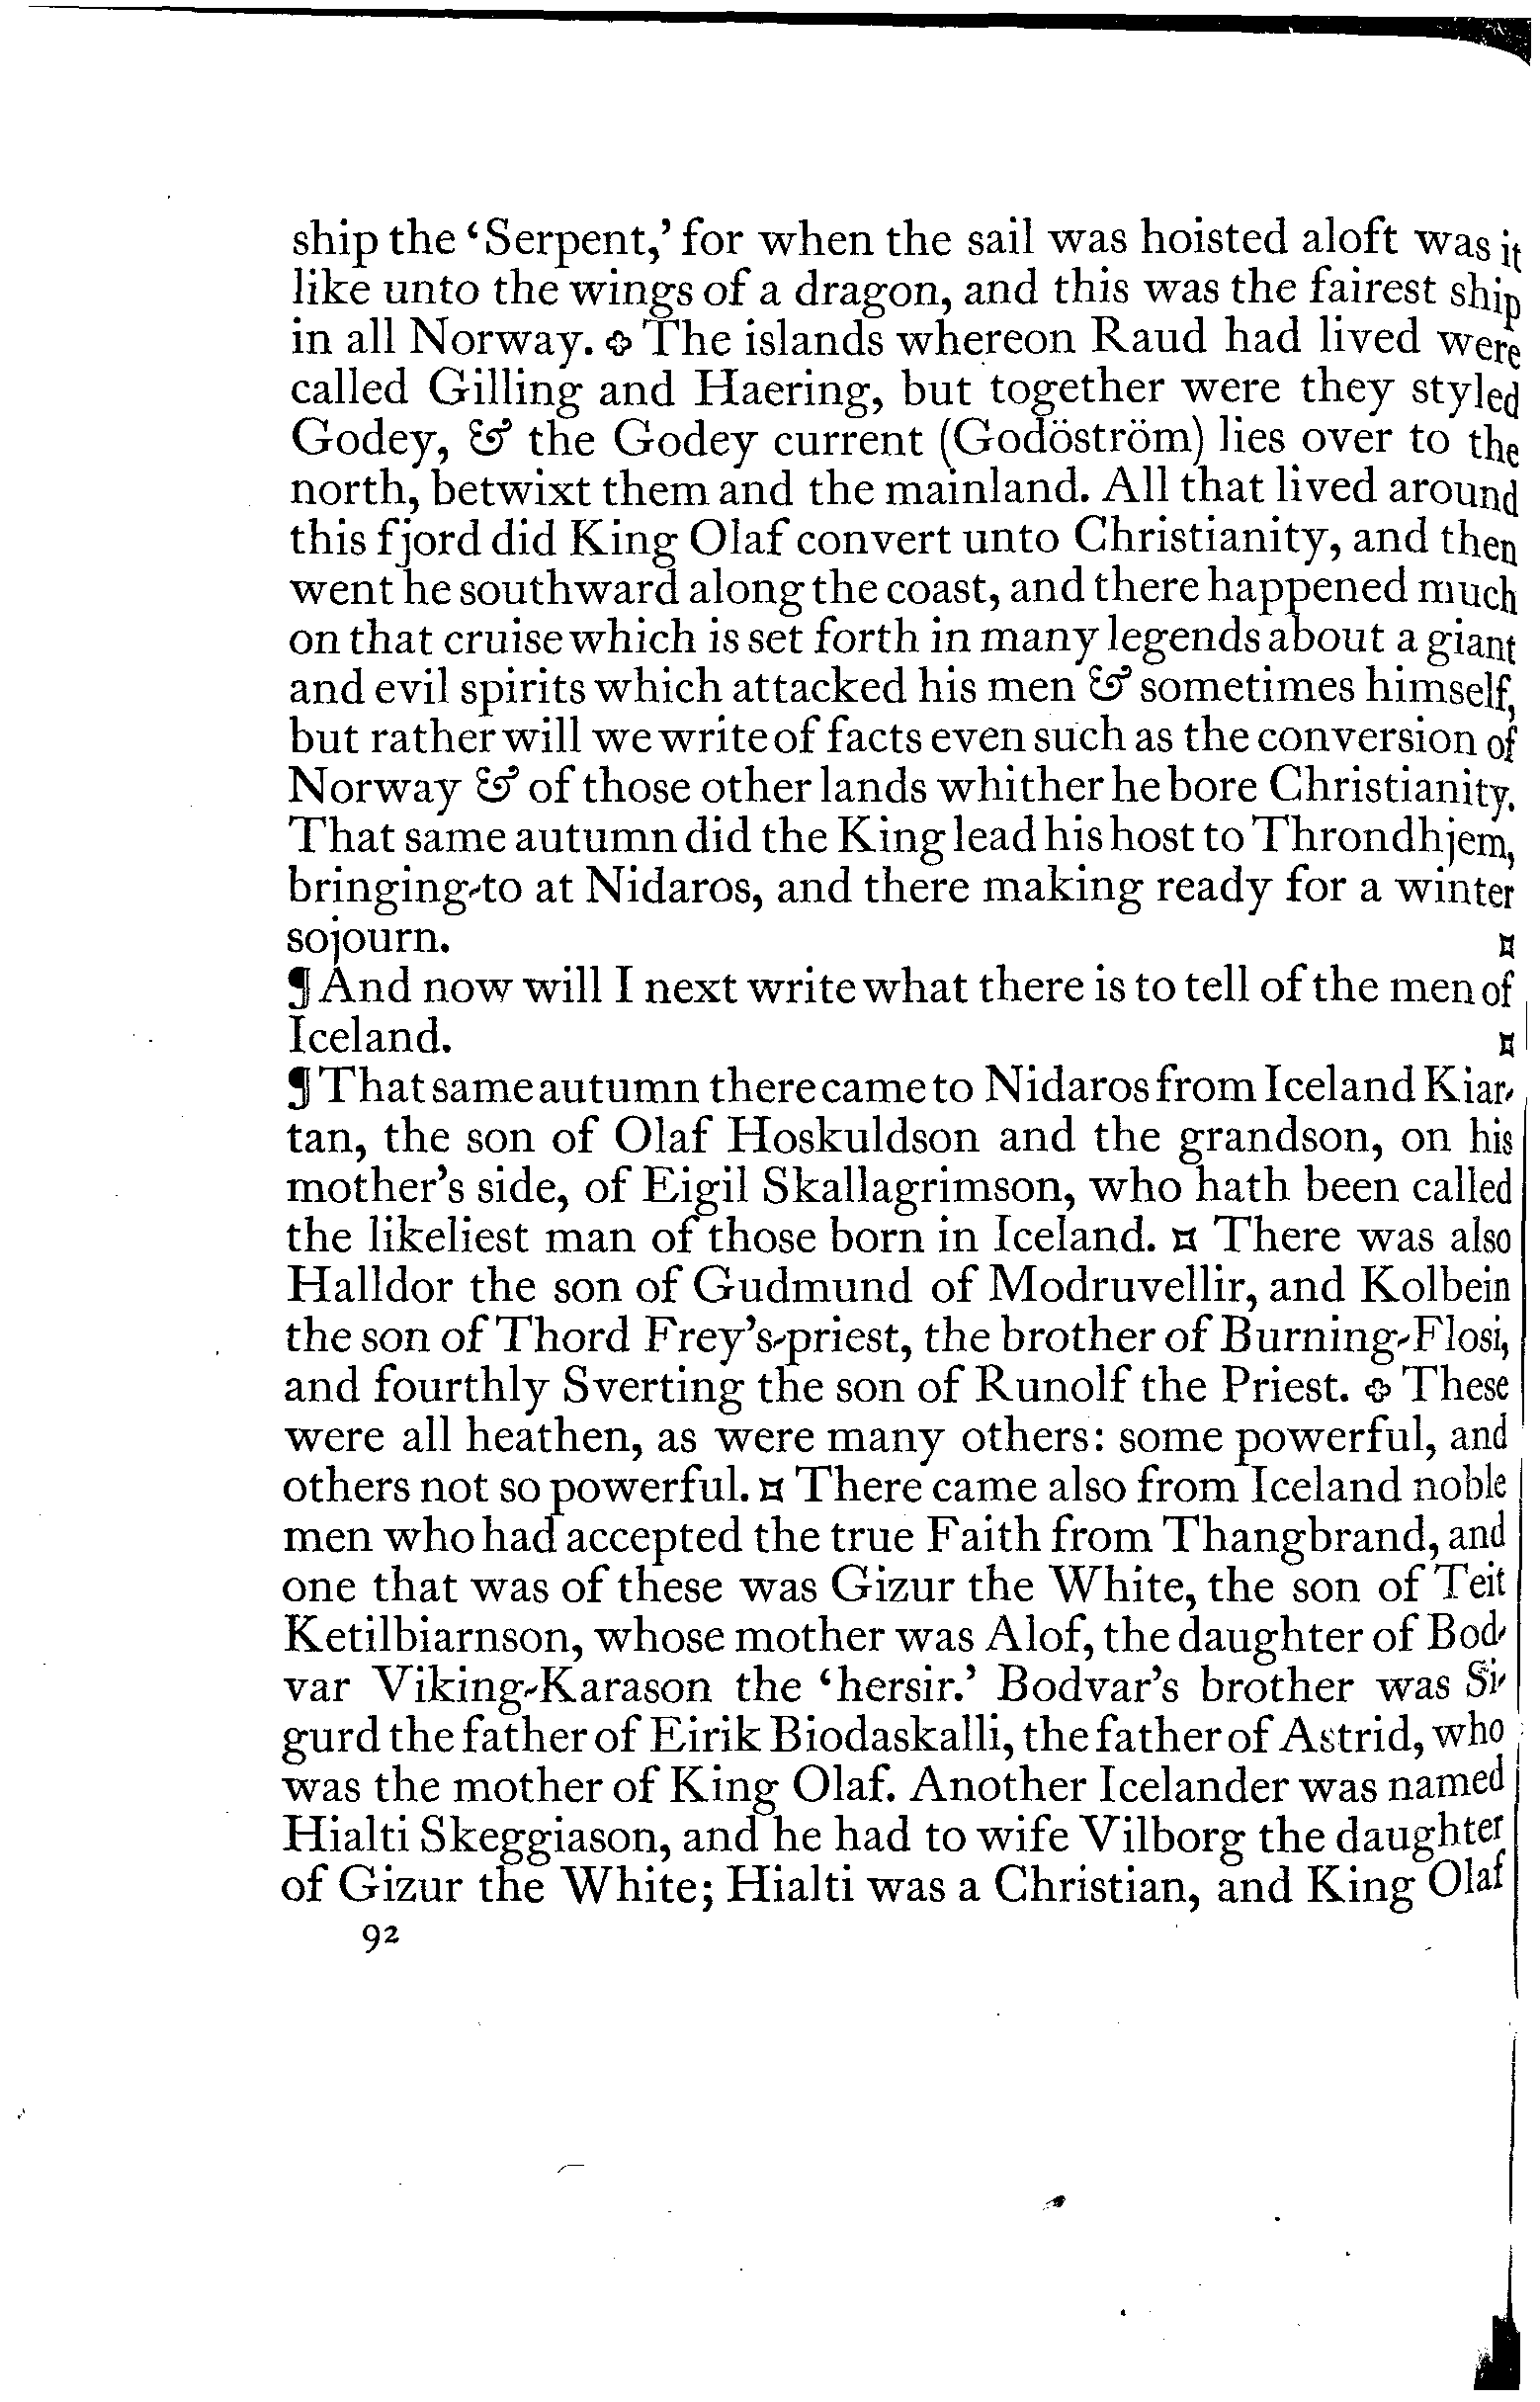 ship the ‘Serpent,’ for when the sail was hoisted aloft was it
like unto the wings of a dragon, and this was the fairest ship
in all Norway. ✥ The islands whereon Raud had lived were
called Gilling and Haering, but together were they styled
Godey, & the Godey current (Godöström) lies over to the
north, betwixt them and the mainland. All that lived around
this fjord did King Olaf convert unto Christianity, and then
went he southward along the coast, and there happened much
on that cruise which is set forth in many legends about a giant
and evil spirits which attacked his men & sometimes himself,
but rather will we write of facts even such as the conversion of
Norway & of those other lands whither he bore Christianity.
That same autumn did the King lead his host to Throndhjem,
bringing-to at Nidaros, and there making ready for a winter
sojourn. ¤
¶ And now will I next write what there is to tell of the men of
Iceland. ¤
¶ That same autumn there came to Nidaros from Iceland Kiar-
tan, the son of Olaf Hoskuldson and the grandson, on his
mother’s side, of Eigil Skallagrimson, who hath been called
the likeliest man of those born in Iceland. ¤ There was also
Halldor the son of Gudmund of Modruvellir, and Kolbein
the son of Thord Frey’s-priest, the brother of Burning-Flosi,
and fourthly Sverting the son of Runolf the Priest. ✥ These
were all heathen, as were many others: some powerful, and
others not so powerful. ¤ There came also from Iceland noble
men who had accepted the true Faith from Thangbrand, and
one that was of these was Gizur the White, the son of Teit
Ketilbiarnson, whose mother was Alof, the daughter of Bod-
var Viking-Karason the ‘hersir.’ Bodvar’s brother was Si-
gurd the father of Eirik Biodaskalli, the father of Astrid, who
was the mother of King Olaf. Another Icelander was named
Hialti Skeggiason, and he had to wife Vilborg the daughter
of Gizur the White; Hialti was a Christian, and King Olaf
92